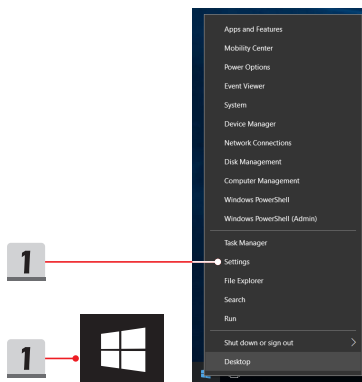 Apps and Features
Mobility Center
Power Options
Event Viewer
System
Device Manager
Network Connections
Disk Management
Computer Management
Windows PowerShell
Windows PowerShell (Admin)
Task Manager
1
Settings
File Explorer
Search
Run
1
Shut down or sign out
Desktop